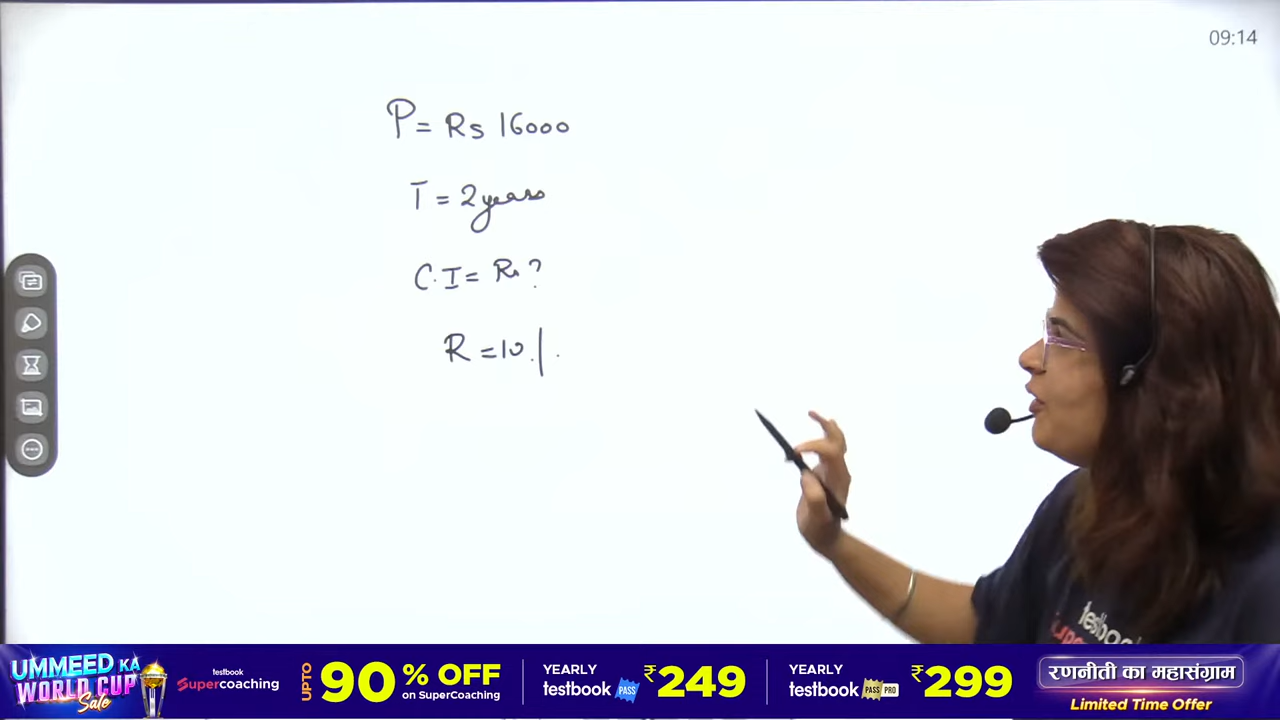 09:14
P = Rs 16000
T = 2 years
C.I = Rs ?
R = 10 %
testbook
UMMEED KA
WORLD CUP
Sale
testbook
Supercoaching
UPTO
90% OFF
on SuperCoaching
YEARLY
testbook PASS
₹249
YEARLY
testbook PASS PRO
₹299
रणनीती का महासंग्राम
Limited Time Offer